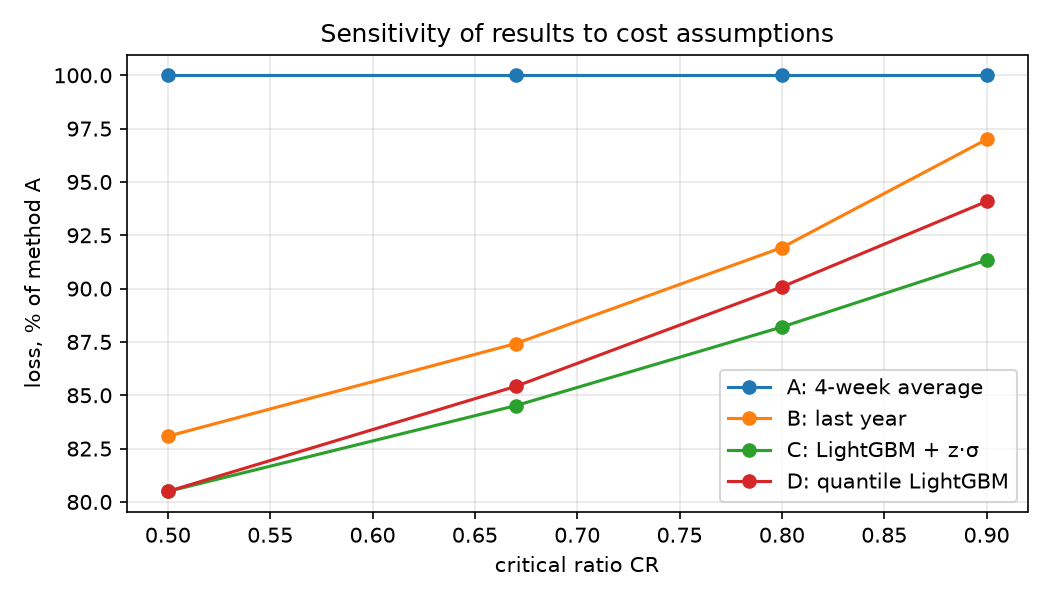 Sensitivity of results to cost assumptions
100.0
97.5
95.0
92.5
90.0
87.5
85.0
82.5
80.0
loss, % of method A
A: 4-week average
B: last year
C: LightGBM + z·σ
D: quantile LightGBM
0.50 0.55 0.60 0.65 0.70 0.75 0.80 0.85 0.90
critical ratio CR